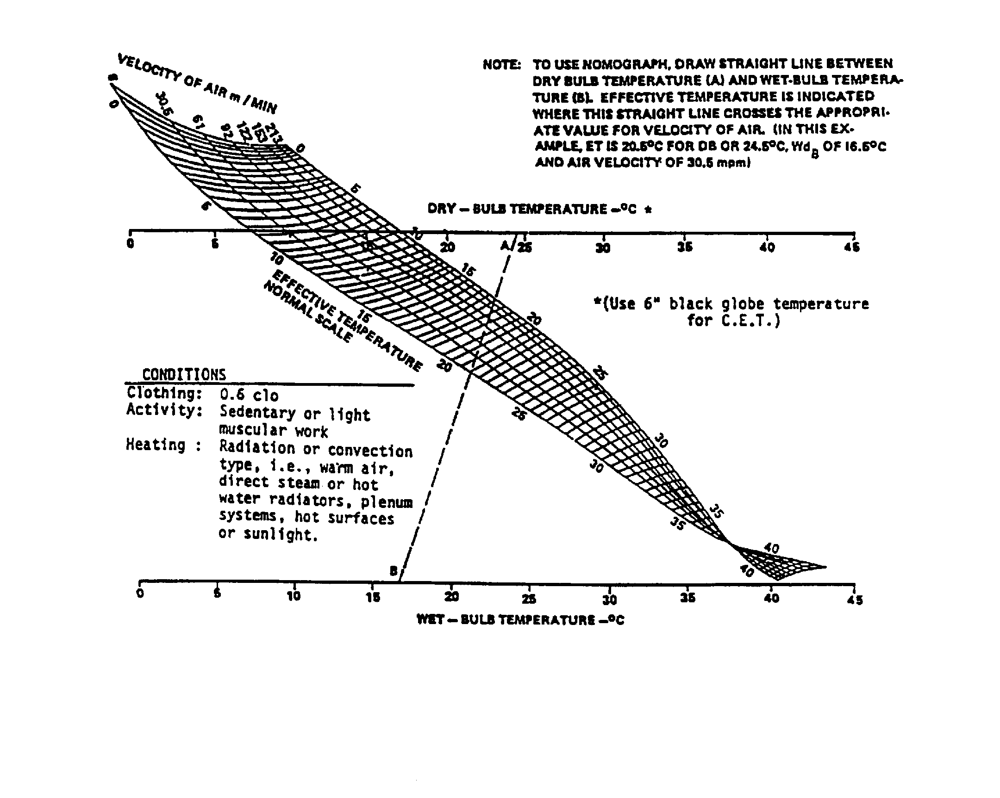 VELOCITY OF AIR m / MIN
0
30.5
61
92
122
153
213
0
0
5
5
10
10
15
15
20
20
25
25
30
30
35
35
40
40
EFFECTIVE TEMPERATURE
NORMAL SCALE
NOTE: TO USE NOMOGRAPH, DRAW STRAIGHT LINE BETWEEN
DRY BULB TEMPERATURE (A) AND WET-BULB TEMPERA-
TURE (B). EFFECTIVE TEMPERATURE IS INDICATED
WHERE THIS STRAIGHT LINE CROSSES THE APPROPRI-
ATE VALUE FOR VELOCITY OF AIR. (IN THIS EX-
AMPLE, ET IS 20.5°C FOR DB OR 24.5°C, WdB OF 16.5°C
AND AIR VELOCITY OF 30.5 mpm)
DRY – BULB TEMPERATURE –°C *
0 5 20 A 25 30 35 40 45
*(Use 6" black globe temperature
for C.E.T.)
CONDITIONS
Clothing: 0.6 clo
Activity: Sedentary or light
muscular work
Heating : Radiation or convection
type, i.e., warm air,
direct steam or hot
water radiators, plenum
systems, hot surfaces
or sunlight.
B
0 5 10 15 20 25 30 35 40 45
WET – BULB TEMPERATURE –°C